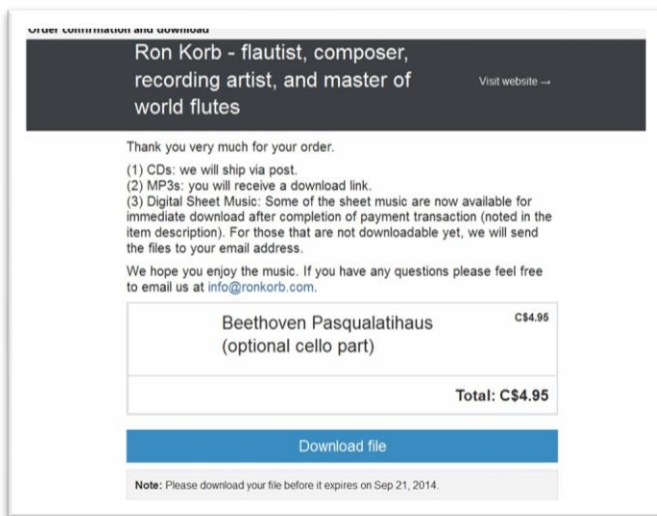 Order confirmation and download
Ron Korb - flautist, composer,
recording artist, and master of
world flutes
Visit website →
Thank you very much for your order.
(1) CDs: we will ship via post.
(2) MP3s: you will receive a download link.
(3) Digital Sheet Music: Some of the sheet music are now available for
immediate download after completion of payment transaction (noted in the
item description). For those that are not downloadable yet, we will send
the files to your email address.
We hope you enjoy the music. If you have any questions please feel free
to email us at info@ronkorb.com.
Beethoven Pasqualatihaus
(optional cello part)
C$4.95
Total: C$4.95
Download file
Note: Please download your file before it expires on Sep 21, 2014.